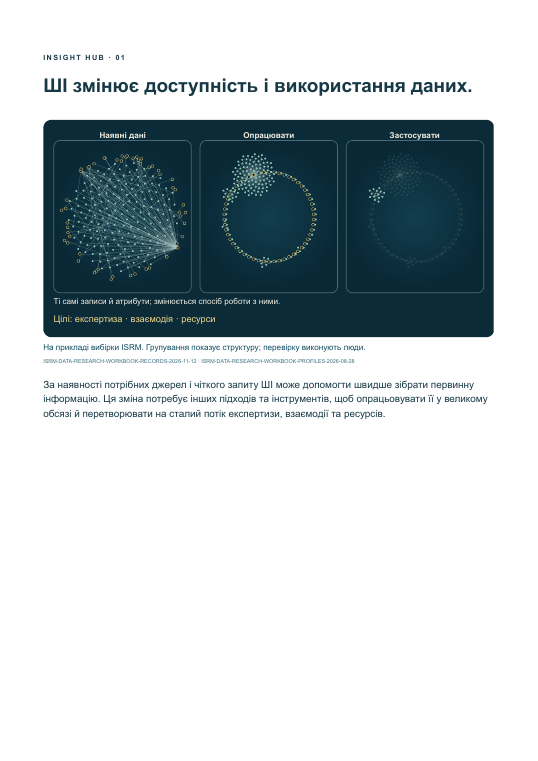 INSIGHT HUB · 01
ШІ змінює доступність і використання даних.
Наявні дані
Опрацювати
Застосувати
Ті самі записи й атрибути; змінюється спосіб роботи з ними.
Цілі: експертиза · взаємодія · ресурси
На прикладі вибірки ISRM. Групування показує структуру; перевірку виконують люди.
ISRM-DATA-RESEARCH-WORKBOOK-RECORDS-2026-11-12 · ISRM-DATA-RESEARCH-WORKBOOK-PROFILES-2026-08-28
За наявності потрібних джерел і чіткого запиту ШІ може допомогти швидше зібрати первинну
інформацію. Ця зміна потребує інших підходів та інструментів, щоб опрацьовувати її у великому
обсязі й перетворювати на сталий потік експертизи, взаємодії та ресурсів.